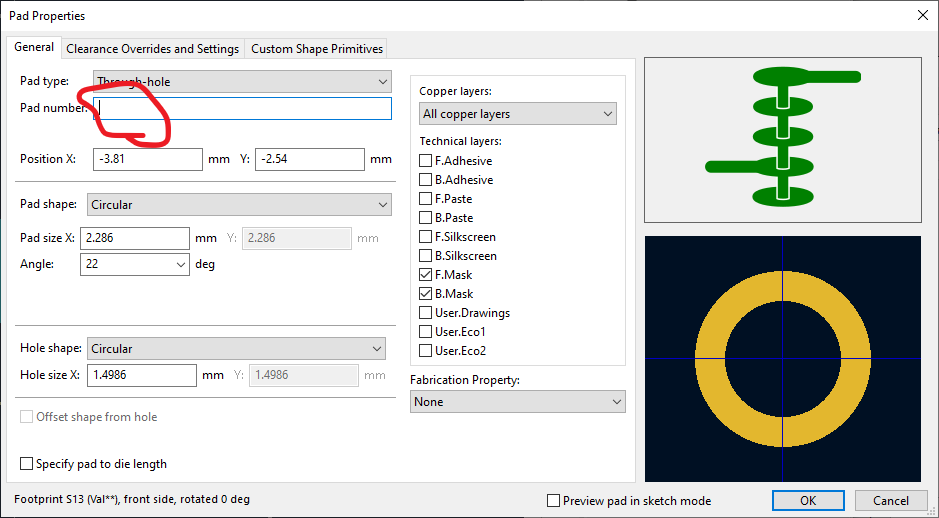 Pad Properties
General
Clearance Overrides and Settings
Custom Shape Primitives
Pad type:
Through-hole
Pad number:
Position X:
-3.81
mm
Y:
-2.54
mm
Pad shape:
Circular
Pad size X:
2.286
mm
Y:
2.286
mm
Angle:
22
deg
Hole shape:
Circular
Hole size X:
1.4986
mm
Y:
1.4986
mm
Offset shape from hole
Specify pad to die length
Copper layers:
All copper layers
Technical layers:
F.Adhesive
B.Adhesive
F.Paste
B.Paste
F.Silkscreen
B.Silkscreen
F.Mask
B.Mask
User.Drawings
User.Eco1
User.Eco2
Fabrication Property:
None
Footprint S13 (Val**), front side, rotated 0 deg
Preview pad in sketch mode
OK
Cancel